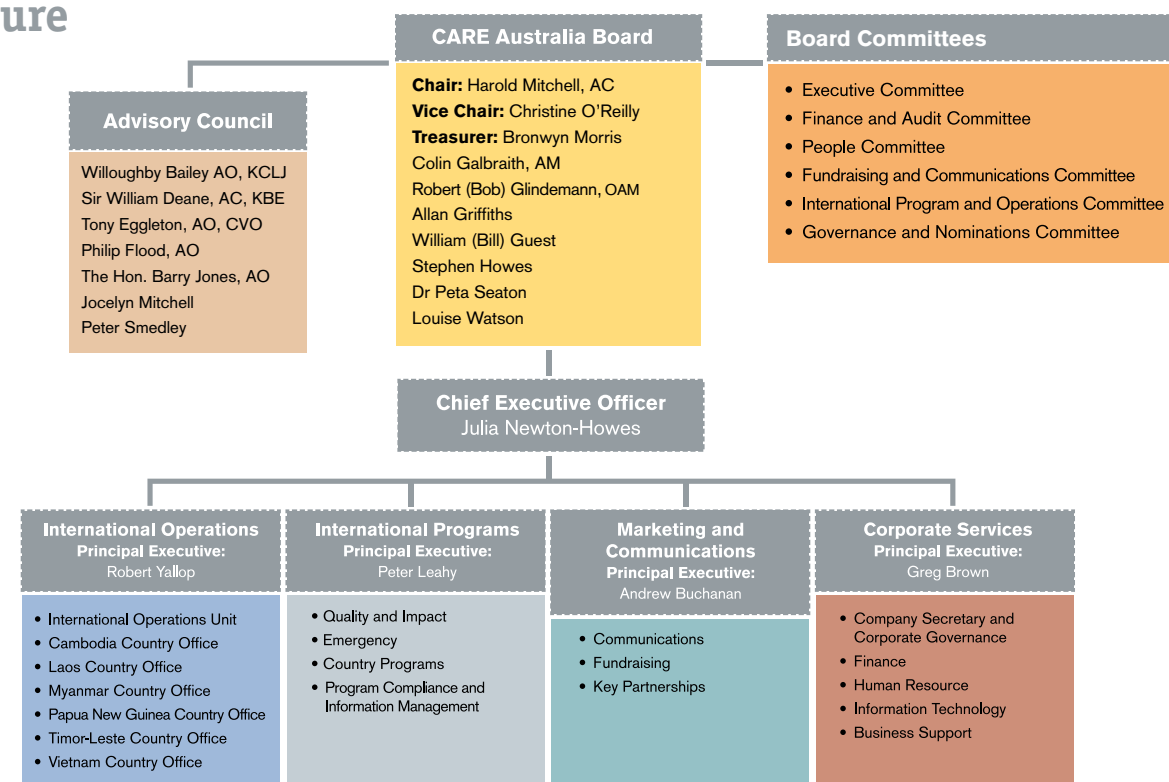 ure
CARE Australia Board
Chair: Harold Mitchell, AC
Vice Chair: Christine O'Reilly
Treasurer: Bronwyn Morris
Colin Galbraith, AM
Robert (Bob) Glindemann, OAM
Allan Griffiths
William (Bill) Guest
Stephen Howes
Dr Peta Seaton
Louise Watson
Board Committees
• Executive Committee
• Finance and Audit Committee
• People Committee
• Fundraising and Communications Committee
• International Program and Operations Committee
• Governance and Nominations Committee
Advisory Council
Willoughby Bailey AO, KCLJ
Sir William Deane, AC, KBE
Tony Eggleton, AO, CVO
Philip Flood, AO
The Hon. Barry Jones, AO
Jocelyn Mitchell
Peter Smedley
Chief Executive Officer
Julia Newton-Howes
International Operations
Principal Executive:
Robert Yallop
• International Operations Unit
• Cambodia Country Office
• Laos Country Office
• Myanmar Country Office
• Papua New Guinea Country Office
• Timor-Leste Country Office
• Vietnam Country Office
International Programs
Principal Executive:
Peter Leahy
• Quality and Impact
• Emergency
• Country Programs
• Program Compliance and
Information Management
Marketing and
Communications
Principal Executive:
Andrew Buchanan
• Communications
• Fundraising
• Key Partnerships
Corporate Services
Principal Executive:
Greg Brown
• Company Secretary and
Corporate Governance
• Finance
• Human Resource
• Information Technology
• Business Support